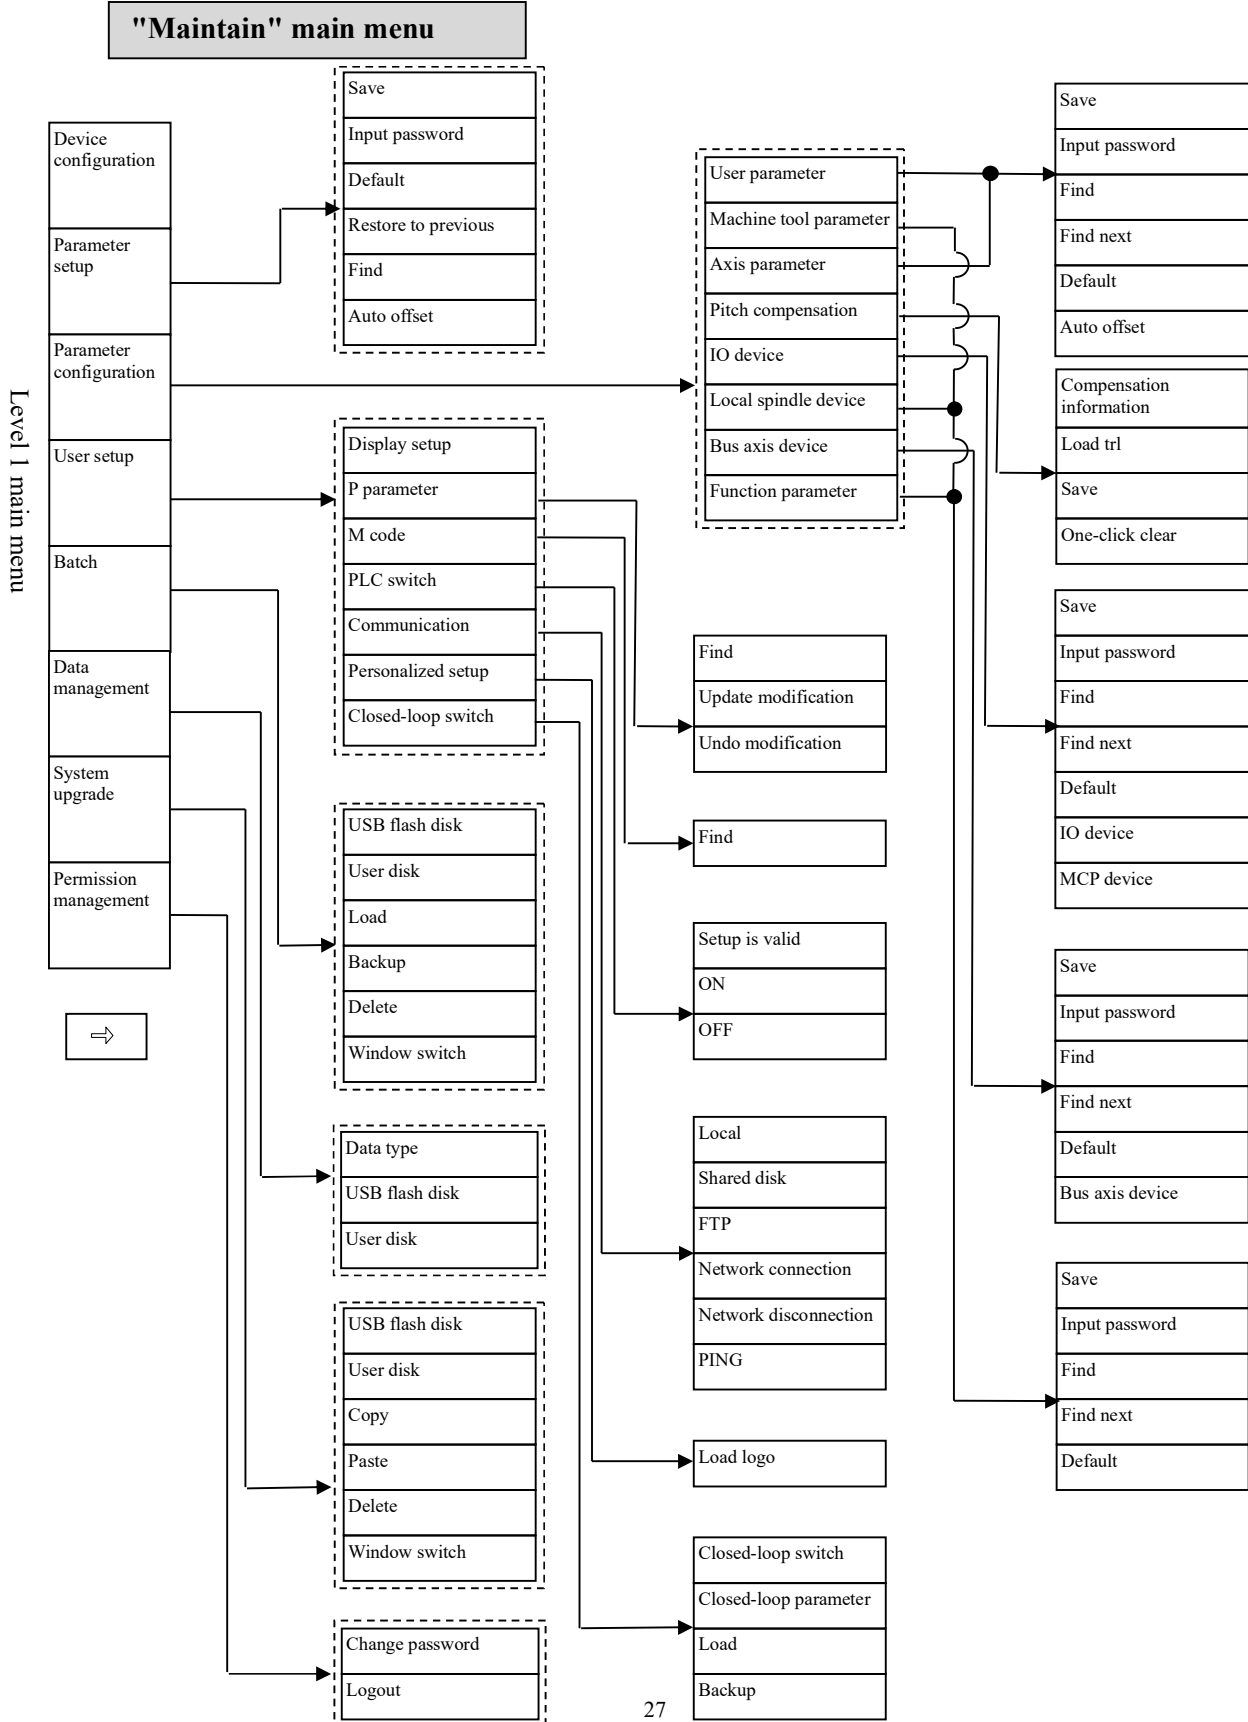 "Maintain" main menu
Level 1 main menu
Device
configuration
Parameter
setup
Parameter
configuration
User setup
Batch
Data
management
System
upgrade
Permission
management
⇨
Save
Input password
Default
Restore to previous
Find
Auto offset
Display setup
P parameter
M code
PLC switch
Communication
Personalized setup
Closed-loop switch
USB flash disk
User disk
Load
Backup
Delete
Window switch
Data type
USB flash disk
User disk
USB flash disk
User disk
Copy
Paste
Delete
Window switch
Change password
Logout
User parameter
Machine tool parameter
Axis parameter
Pitch compensation
IO device
Local spindle device
Bus axis device
Function parameter
Find
Update modification
Undo modification
Find
Setup is valid
ON
OFF
Local
Shared disk
FTP
Network connection
Network disconnection
PING
Load logo
Closed-loop switch
Closed-loop parameter
Load
Backup
Save
Input password
Find
Find next
Default
Auto offset
Compensation
information
Load trl
Save
One-click clear
Save
Input password
Find
Find next
Default
IO device
MCP device
Save
Input password
Find
Find next
Default
Bus axis device
Save
Input password
Find
Find next
Default
27